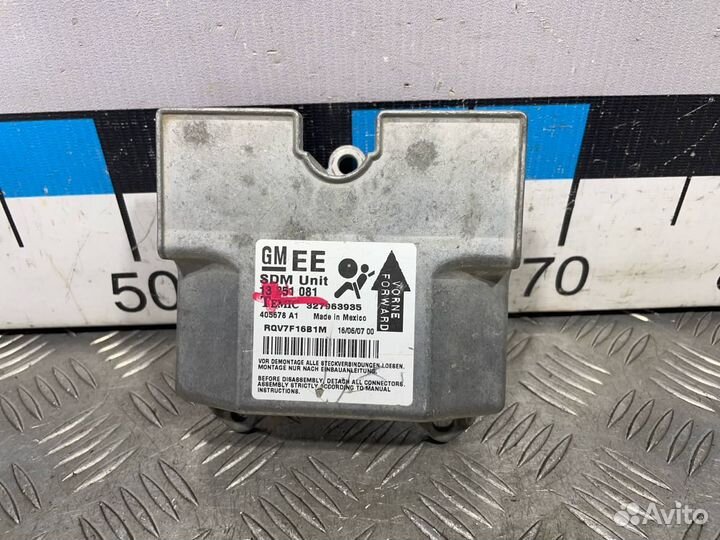 GM EE
SDM Unit
13 251 081
TEMIC 327963935
405678 A1 Made in Mexico
RQV7F16B1M 16/06/07 00
VORNE
FORWARD
VOR DEMONTAGE ALLE STECKVERBINDUNGEN LOESEN.
MONTAGE NUR NACH EINBAUANLEITUNG.
BEFORE DISASSEMBLY, DETACH ALL CONNECTORS.
ASSEMBLY STRICTLY ACCORDING TO MANUAL
INSTRUCTIONS.
50
70
Avito